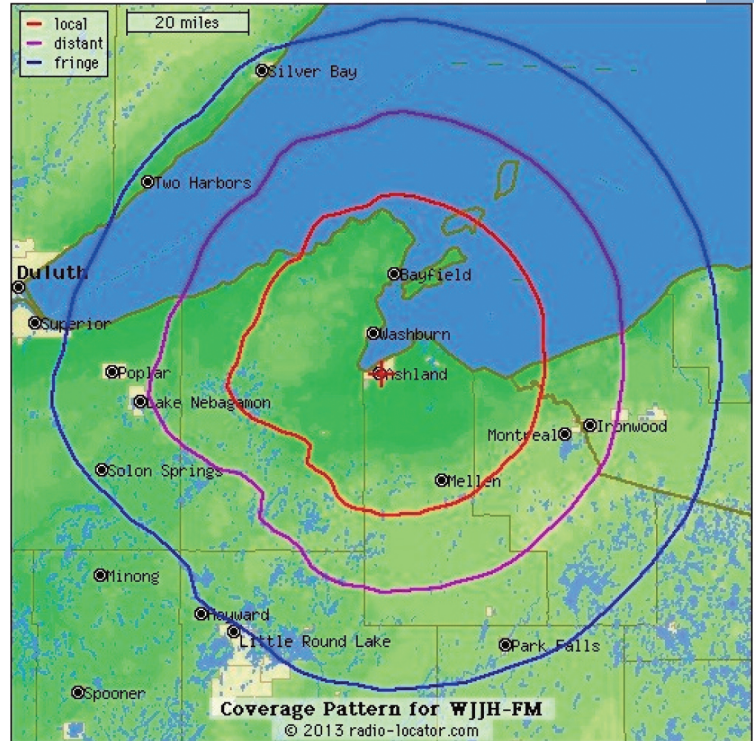 local
distant
fringe
20 miles
Silver Bay
Two Harbors
Duluth
Superior
Bayfield
Washburn
Ashland
Poplar
Lake Nebagamon
Ironwood
Montreal
Solon Springs
Mellen
Minong
Hayward
Little Round Lake
Park Falls
Spooner
Coverage Pattern for WJJH-FM
© 2013 radio-locator.com